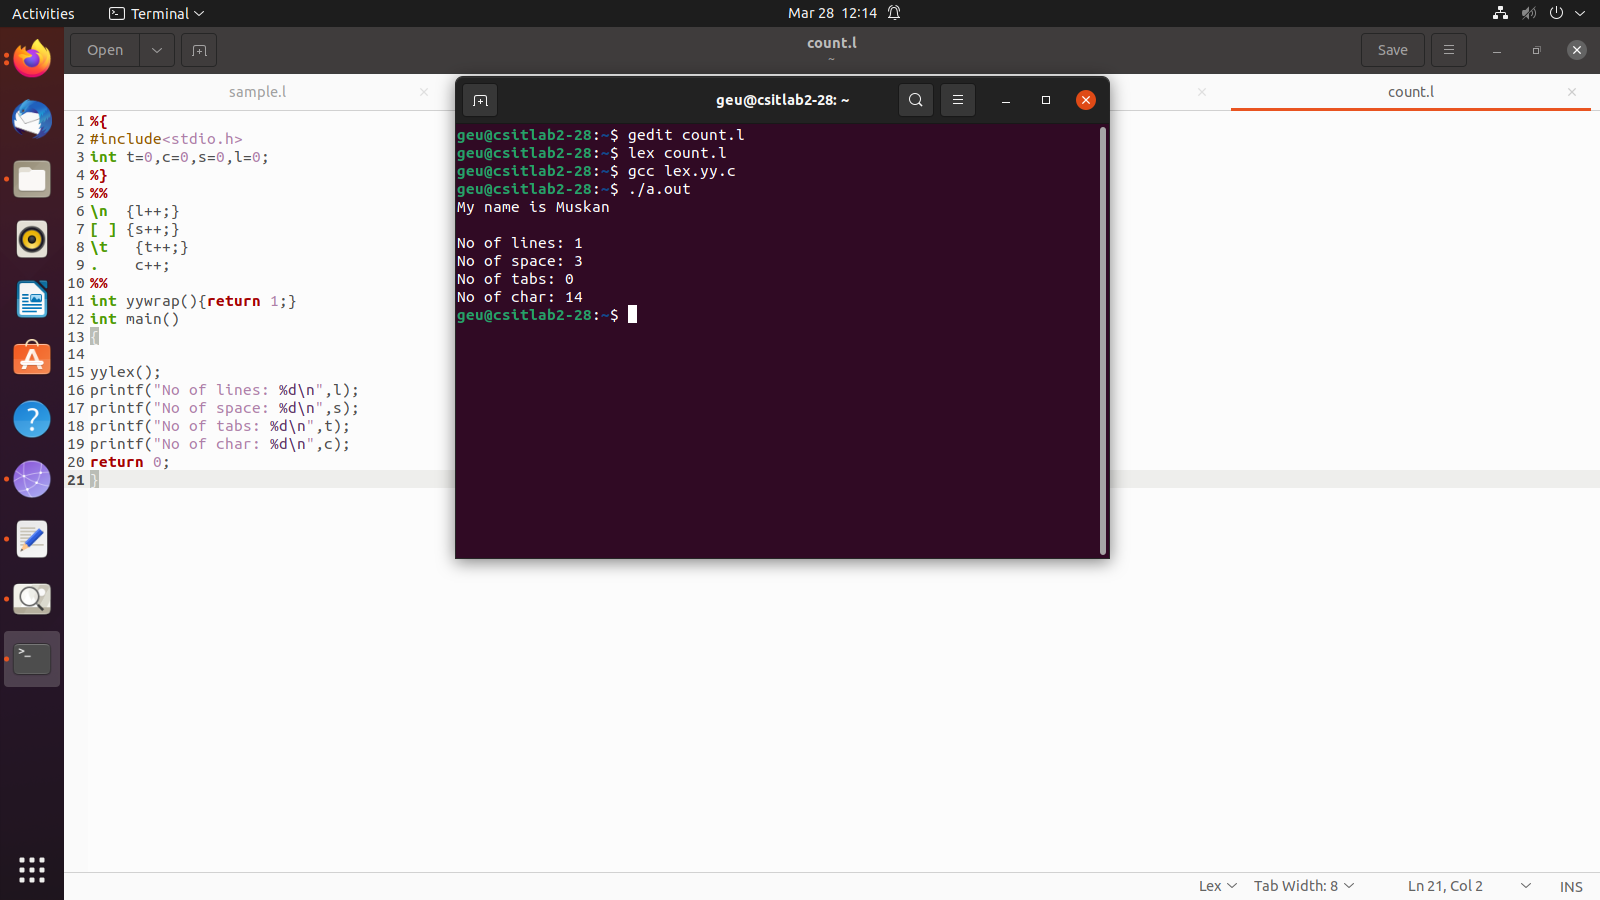 Activities
Terminal
Mar 28 12:14
Open
count.l
~
Save
sample.l
count.l
1 %{
2 #include<stdio.h>
3 int t=0,c=0,s=0,l=0;
4 %}
5 %%
6 \n  {l++;}
7 [ ] {s++;}
8 \t   {t++;}
9 .    c++;
10 %%
11 int yywrap(){return 1;}
12 int main()
13 {
14
15 yylex();
16 printf("No of lines: %d\n",l);
17 printf("No of space: %d\n",s);
18 printf("No of tabs: %d\n",t);
19 printf("No of char: %d\n",c);
20 return 0;
21 }
geu@csitlab2-28: ~
geu@csitlab2-28:~$ gedit count.l
geu@csitlab2-28:~$ lex count.l
geu@csitlab2-28:~$ gcc lex.yy.c
geu@csitlab2-28:~$ ./a.out
My name is Muskan
No of lines: 1
No of space: 3
No of tabs: 0
No of char: 14
geu@csitlab2-28:~$
Lex
Tab Width: 8
Ln 21, Col 2
INS